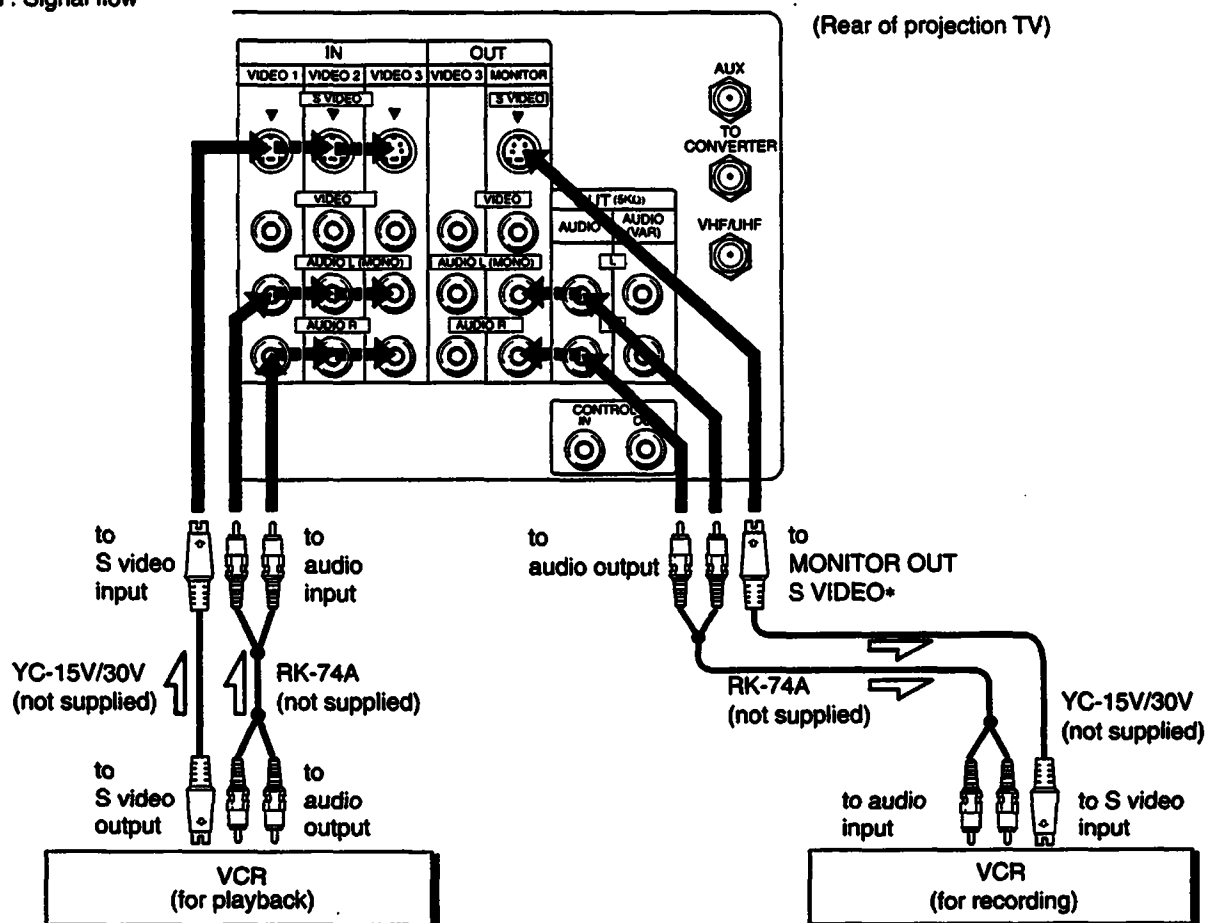 : Signal flow
(Rear of projection TV)
IN
OUT
VIDEO 1
VIDEO 2
VIDEO 3
VIDEO 3
MONITOR
S VIDEO
S VIDEO
AUX
TO
CONVERTER
VHF/UHF
VIDEO
VIDEO
(5KΩ)
AUDIO
AUDIO
(VAR)
AUDIO L (MONO)
AUDIO L (MONO)
L
AUDIO R
AUDIO R
CONTROL
IN
to
S video
input
to
audio
input
to
audio output
to
MONITOR OUT
S VIDEO*
YC-15V/30V
(not supplied)
RK-74A
(not supplied)
RK-74A
(not supplied)
YC-15V/30V
(not supplied)
to
S video
output
to
audio
output
to audio
input
to S video
input
VCR
(for playback)
VCR
(for recording)